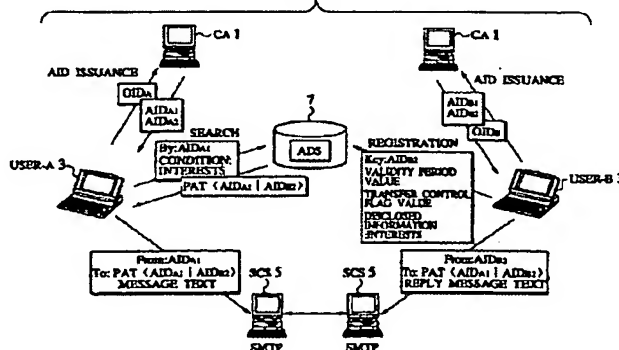 CA 1
CA 1
AID ISSUANCE
AID ISSUANCE
OIDA
AIDA1
AIDA2
7
AIDB1
AIDB2
OIDB
SEARCH
By:AIDA1
CONDITION:
INTERESTS
ADS
REGISTRATION
Key:AIDB2
VALIDITY PERIOD
VALUE
TRANSFER CONTROL
FLAG VALUE
DISCLOSED
INFORMATION
:INTERESTS
USER-A 3
PAT <AIDA1 | AIDB2>
USER-B 3
From:AIDA1
To: PAT <AIDA1 | AIDB2>
MESSAGE TEXT
SCS 5
SCS 5
From:AIDB2
To: PAT <AIDA1 | AIDB2>
REPLY MESSAGE TEXT
SMTP
SMTP